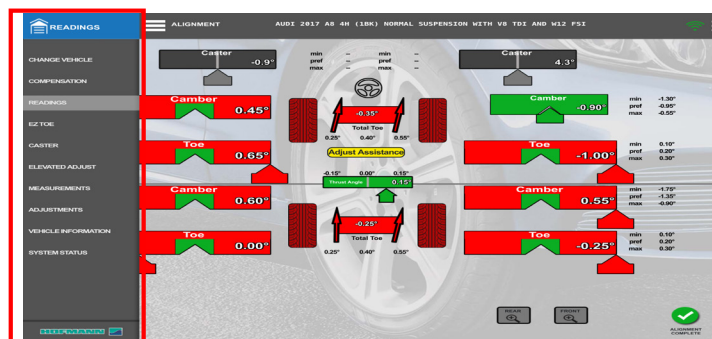 READINGS
ALIGNMENT
AUDI 2017 A8 4H (1BK) NORMAL SUSPENSION WITH V8 TDI AND W12 FSI
CHANGE VEHICLE
COMPENSATION
READINGS
EZ TOE
CASTER
ELEVATED ADJUST
MEASUREMENTS
ADJUSTMENTS
VEHICLE INFORMATION
SYSTEM STATUS
Caster
-0.9°
min -- min --
pref -- pref --
max -- max --
Caster
4.3°
Camber
0.45°
-0.35°
Total Toe
0.25° 0.40° 0.55°
Camber
-0.90°
min -1.30°
pref -0.95°
max -0.55°
Toe
0.65°
Adjust Assistance
Toe
-1.00°
min 0.10°
pref 0.20°
max 0.30°
-0.15° 0.00° 0.15°
Thrust Angle 0.15°
Camber
0.60°
-0.25°
Total Toe
0.25° 0.40° 0.55°
Camber
0.55°
min -1.75°
pref -1.35°
max -0.90°
Toe
0.00°
Toe
-0.25°
min 0.10°
pref 0.20°
max 0.30°
REAR
FRONT
ALIGNMENT
COMPLETE